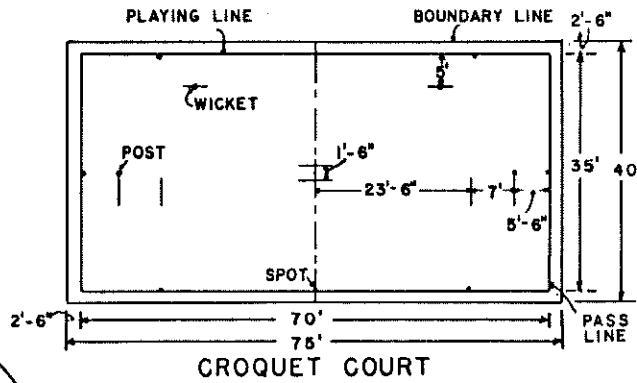 PLAYING LINE
BOUNDARY LINE
2'-6"
5'
WICKET
POST
1'-6"
35'
40
23'-6"
7'
5'-6"
SPOT
2'-6"
70'
PASS
LINE
75'
CROQUET COURT